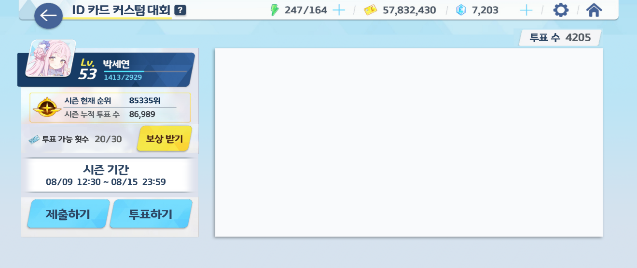 ID 카드 커스텀 대회 ?
247/164
57,832,430
7,203
투표 수 4205
Lv. 53 박세연
1413/2929
시즌 현재 순위 85335위
시즌 누적 투표 수 86,989
투표 가능 횟수 20/30
보상 받기
시즌 기간
08/09 12:30 ~ 08/15 23:59
제출하기
투표하기